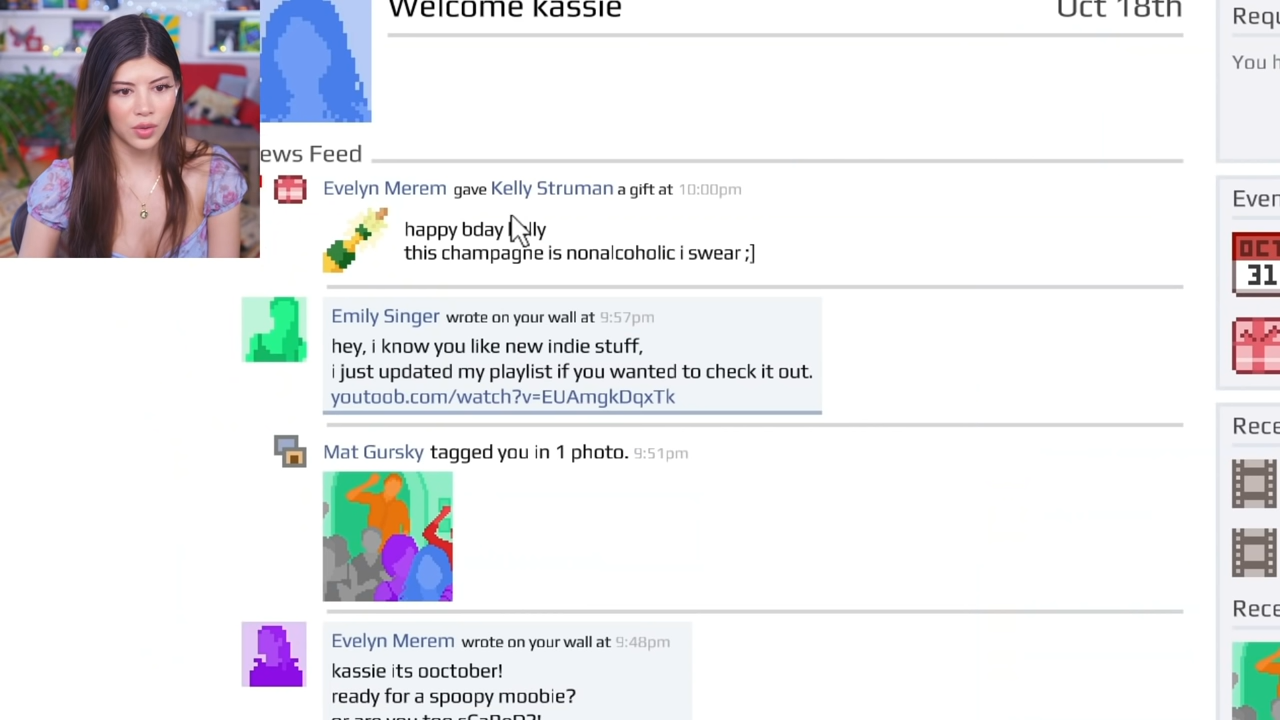 Welcome kassie
Oct 18th
ews Feed
Evelyn Merem gave Kelly Struman a gift at 10:00pm
happy bday
this champagne is nonalcoholic i swear ;]
Emily Singer wrote on your wall at 9:57pm
hey, i know you like new indie stuff,
i just updated my playlist if you wanted to check it out.
youtoob.com/watch?v=EUAmgkDqxTk
Mat Gursky tagged you in 1 photo. 9:51pm
Evelyn Merem wrote on your wall at 9:48pm
kassie its ooctober!
ready for a spoopy moobie?
Requ
You h
Even
OCT
31
Rece
Rece